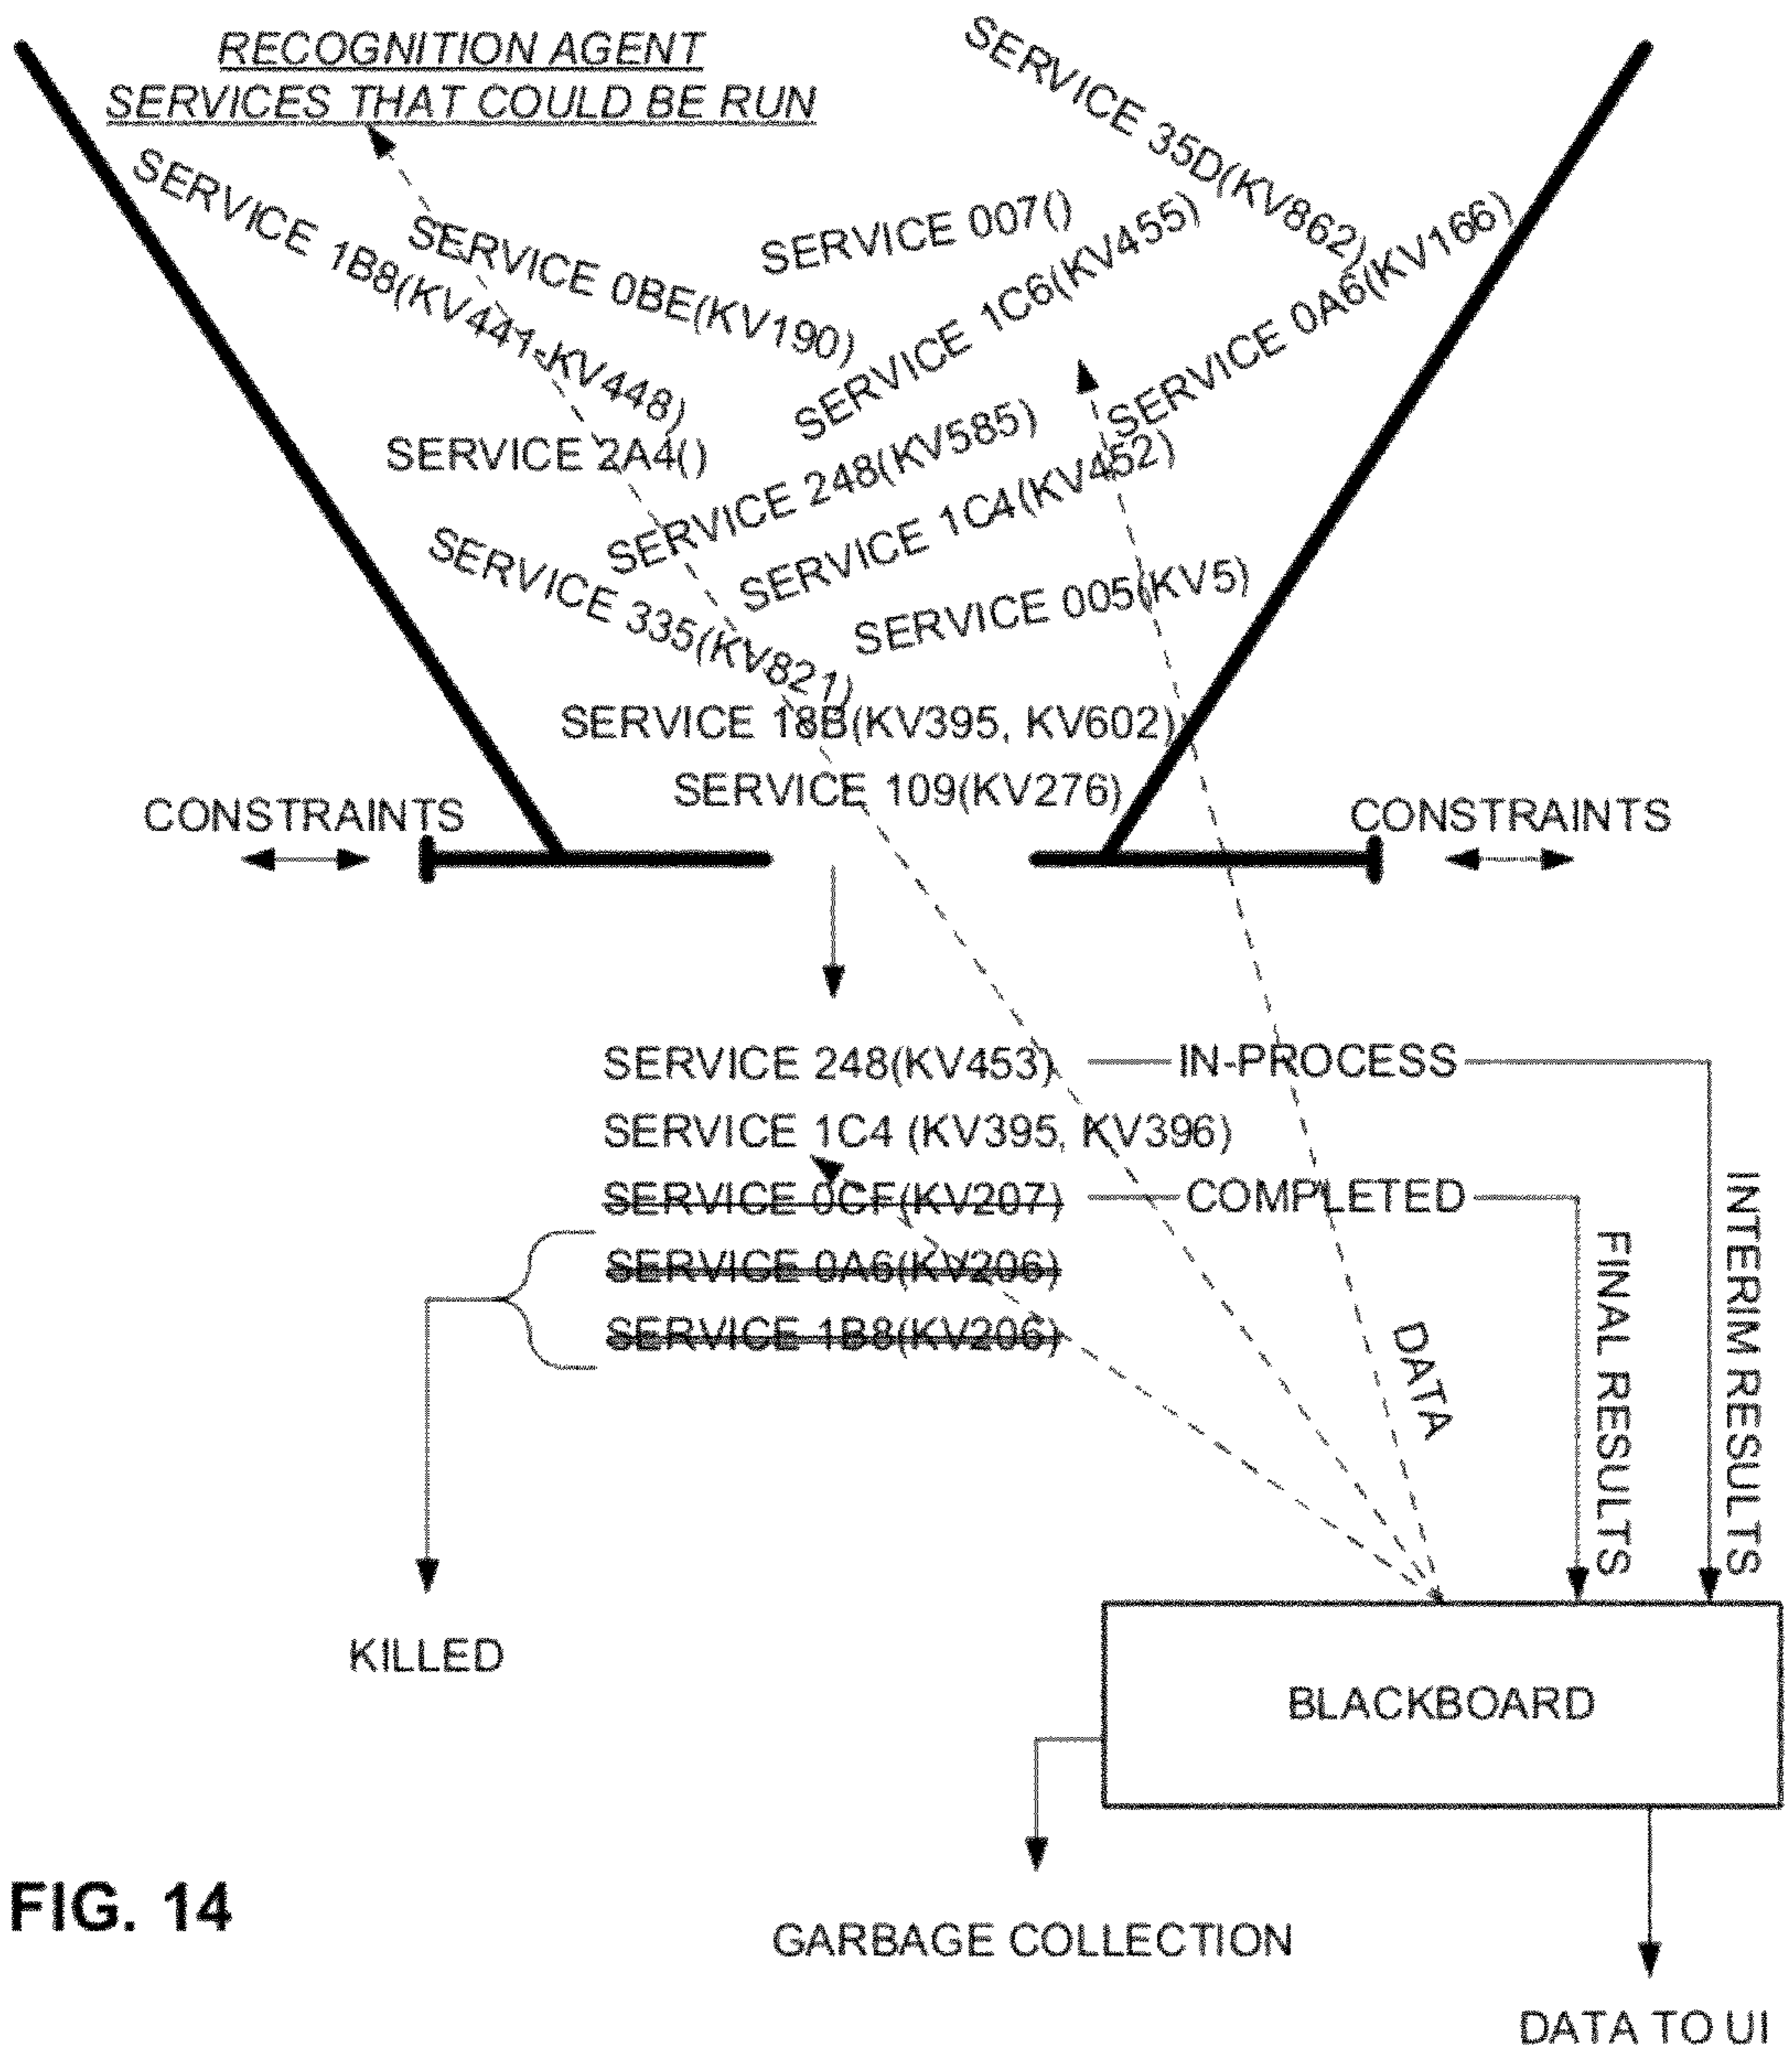 RECOGNITION AGENT
SERVICES THAT COULD BE RUN
SERVICE 35D(KV862)
SERVICE 1B8(KV441-KV448)
SERVICE 0BE(KV190)
SERVICE 007()
SERVICE 1C6(KV455)
SERVICE 0A6(KV166)
SERVICE 2A4()
SERVICE 248(KV585)
SERVICE 1C4(KV452)
SERVICE 335(KV821)
SERVICE 005(KV5)
SERVICE 18B(KV395, KV602)
SERVICE 109(KV276)
CONSTRAINTS
CONSTRAINTS
SERVICE 248(KV453)
IN-PROCESS
SERVICE 1C4 (KV395, KV396)
SERVICE 0CF(KV207)
COMPLETED
SERVICE 0A6(KV206)
SERVICE 1B8(KV206)
DATA
FINAL RESULTS
INTERIM RESULTS
KILLED
BLACKBOARD
GARBAGE COLLECTION
DATA TO UI
FIG. 14